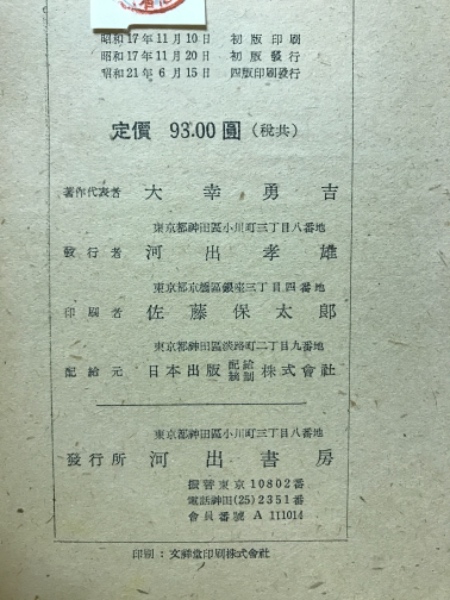 昭和17年11月10日 初版印刷
昭和17年11月20日 初版發行
昭和21年6月15日 四版印刷發行
定價 93.00圓(税共)
著作代表者 大幸勇吉
東京都神田區小川町三丁目八番地
發行者 河出孝雄
東京都京橋區銀座三丁目四番地
印刷者 佐藤保太郎
東京都神田區淡路町二丁目九番地
配給元 日本出版配給統制株式會社
東京都神田區小川町三丁目八番地
發行所 河出書房
振替東京10802番
電話神田(25)2351番
會員番號 A 111014
印刷:文祥堂印刷株式會社